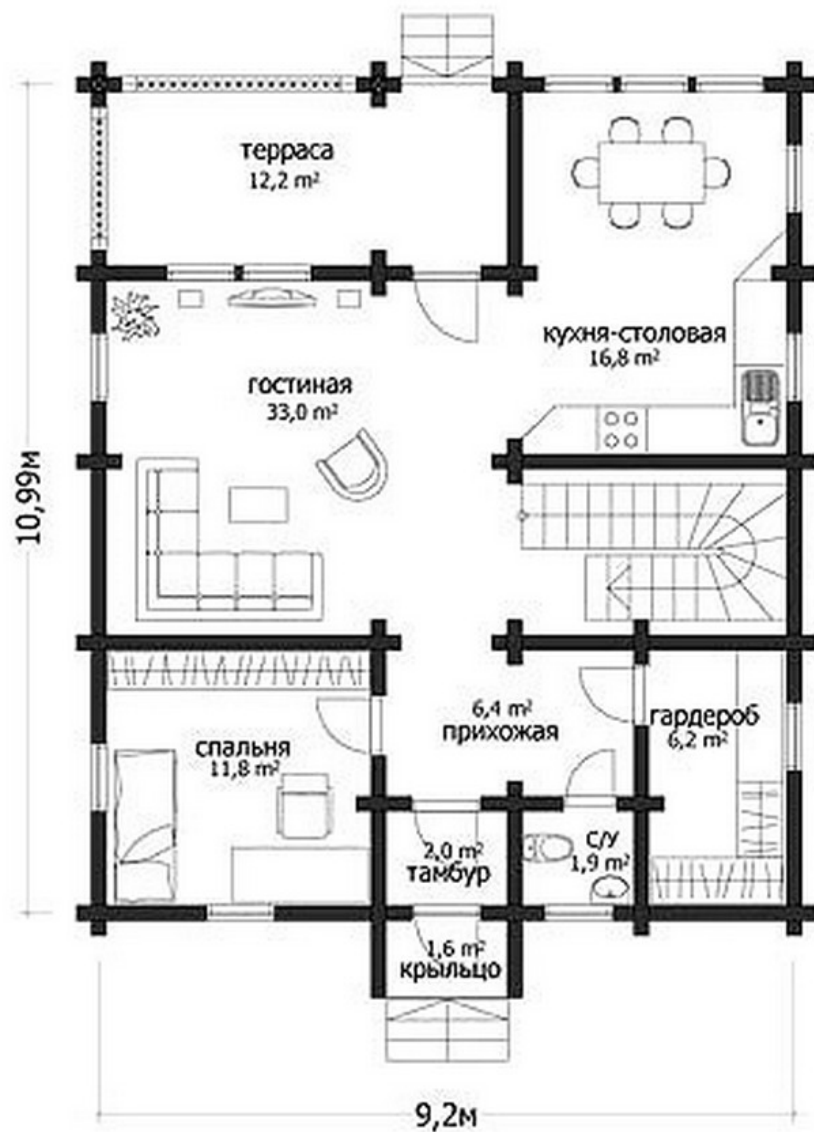 терраса
12,2 m²
кухня-столовая
16,8 m²
гостиная
33,0 m²
10,99м
6,4 m²
прихожая
гардероб
6,2 m²
спальня
11,8 m²
2,0 m²
тамбур
С/У
1,9 m²
1,6 m²
крыльцо
9,2м